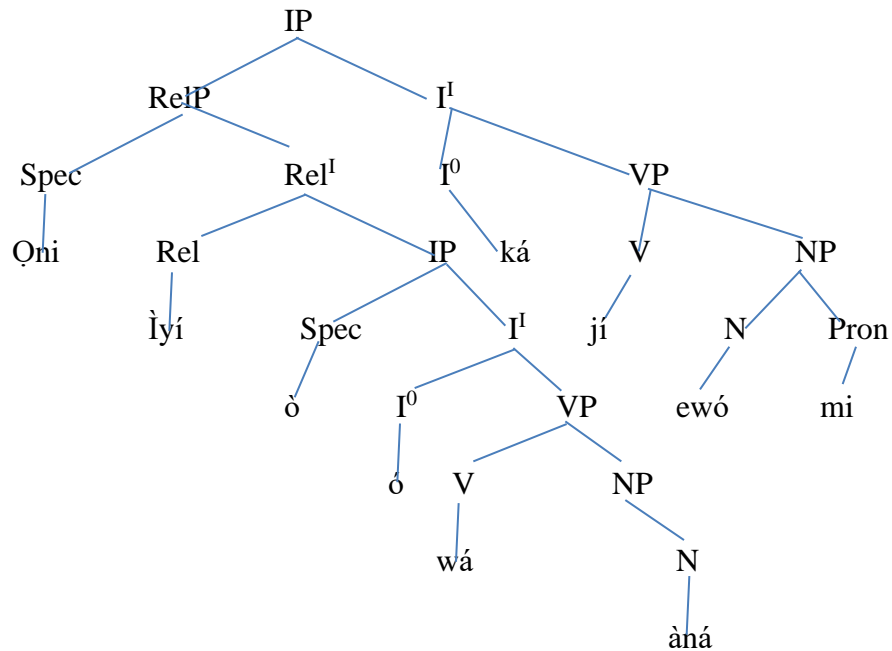 IP
RelP I^I
Spec Rel^I I^0 VP
Ọni Rel IP ká V NP
Ìyí Spec I^I jí N Pron
ò I^0 VP ewó mi
ó V NP
wá N
àná